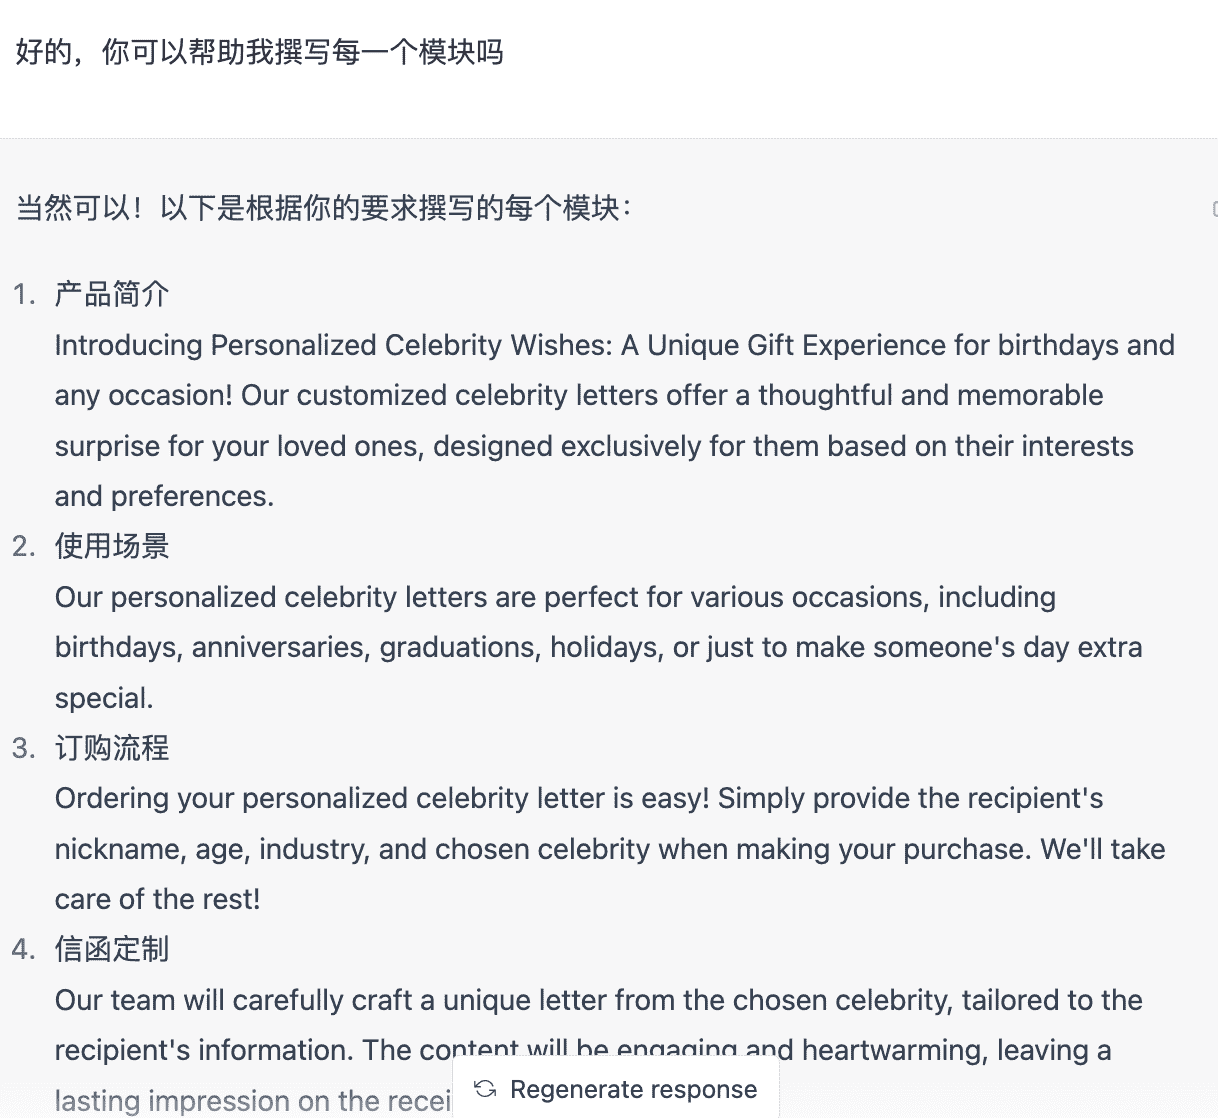 好的，你可以帮助我撰写每一个模块吗
当然可以！以下是根据你的要求撰写的每个模块：
1. 产品简介
Introducing Personalized Celebrity Wishes: A Unique Gift Experience for birthdays and
any occasion! Our customized celebrity letters offer a thoughtful and memorable
surprise for your loved ones, designed exclusively for them based on their interests
and preferences.
2. 使用场景
Our personalized celebrity letters are perfect for various occasions, including
birthdays, anniversaries, graduations, holidays, or just to make someone's day extra
special.
3. 订购流程
Ordering your personalized celebrity letter is easy! Simply provide the recipient's
nickname, age, industry, and chosen celebrity when making your purchase. We'll take
care of the rest!
4. 信函定制
Our team will carefully craft a unique letter from the chosen celebrity, tailored to the
recipient's information. The content will be engaging and heartwarming, leaving a
lasting impression on the
Regenerate response